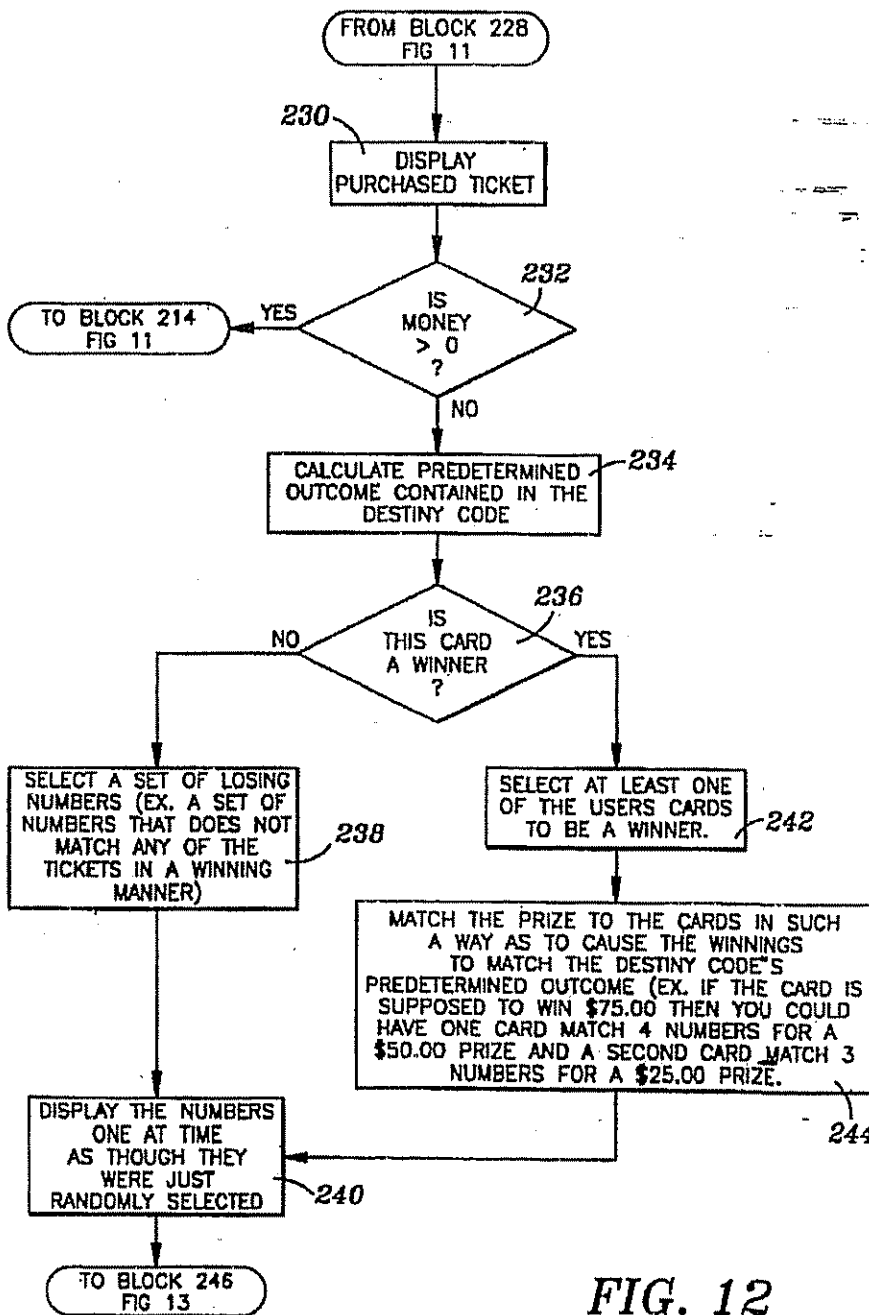 FROM BLOCK 228
FIG 11
230
DISPLAY
PURCHASED TICKET
232
IS
MONEY
> 0
?
YES
TO BLOCK 214
FIG 11
NO
234
CALCULATE PREDETERMINED
OUTCOME CONTAINED IN THE
DESTINY CODE
236
IS
THIS CARD
A WINNER
?
NO
YES
SELECT A SET OF LOSING
NUMBERS (EX. A SET OF
NUMBERS THAT DOES NOT
MATCH ANY OF THE
TICKETS IN A WINNING
MANNER)
238
SELECT AT LEAST ONE
OF THE USERS CARDS
TO BE A WINNER.
242
MATCH THE PRIZE TO THE CARDS IN SUCH
A WAY AS TO CAUSE THE WINNINGS
TO MATCH THE DESTINY CODE"S
PREDETERMINED OUTCOME (EX. IF THE CARD IS
SUPPOSED TO WIN $75.00 THEN YOU COULD
HAVE ONE CARD MATCH 4 NUMBERS FOR A
$50.00 PRIZE AND A SECOND CARD MATCH 3
NUMBERS FOR A $25.00 PRIZE.
244
DISPLAY THE NUMBERS
ONE AT TIME
AS THOUGH THEY
WERE JUST
RANDOMLY SELECTED
240
TO BLOCK 246
FIG 13
FIG. 12